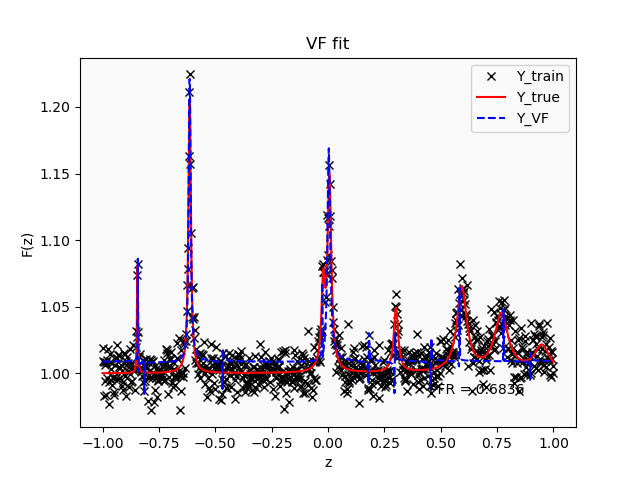 VF fit
Y_train
Y_true
Y_VF
F(z)
1.20
1.15
1.10
1.05
1.00
FR = 0.6836
−1.00 −0.75 −0.50 −0.25 0.00 0.25 0.50 0.75 1.00
z